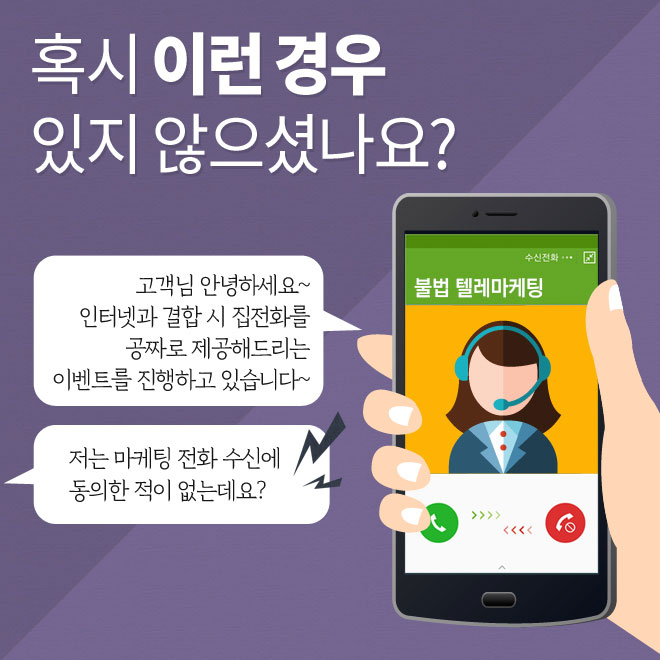 혹시 이런 경우
있지 않으셨나요?
수신전화 ···
불법 텔레마케팅
고객님 안녕하세요~
인터넷과 결합 시 집전화를
공짜로 제공해드리는
이벤트를 진행하고 있습니다~
저는 마케팅 전화 수신에
동의한 적이 없는데요?